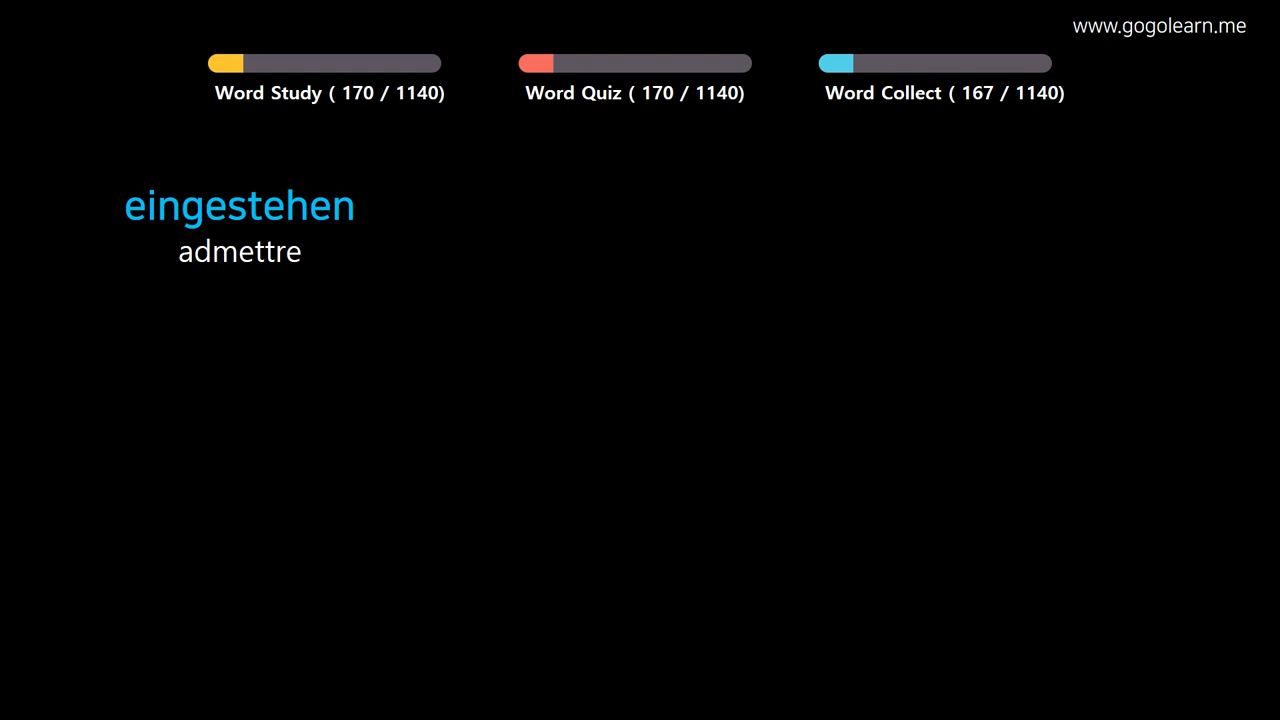 www.gogolearn.me
Word Study ( 170 / 1140)
Word Quiz ( 170 / 1140)
Word Collect ( 167 / 1140)
eingestehen
admettre